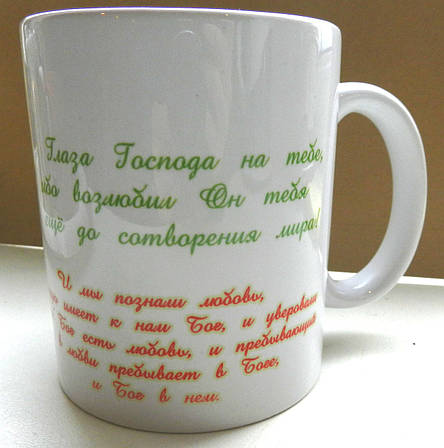 Глаза Господа на тебе,
ибо возлюбил Он тебя
ещё до сотворения мира!
И мы познали любовь,
имеет к нам Бог, и уверовали
Бог есть любовь, и пребывающий
в любви пребывает в Боге,
и Бог в нем.